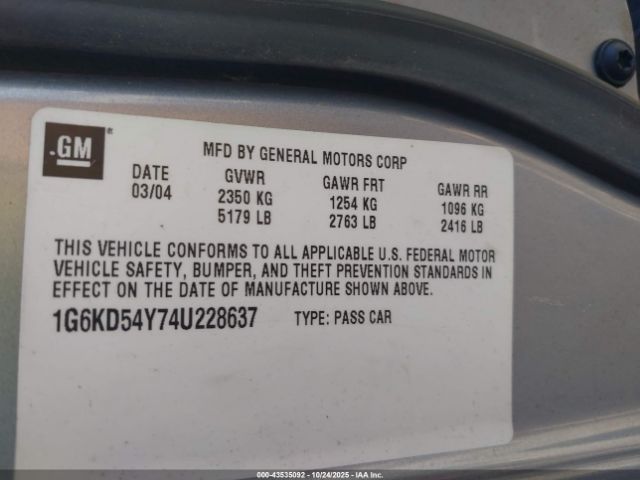 GM®
MFD BY GENERAL MOTORS CORP
DATE GVWR GAWR FRT GAWR RR
03/04 2350 KG 1254 KG 1096 KG
5179 LB 2763 LB 2416 LB
THIS VEHICLE CONFORMS TO ALL APPLICABLE U.S. FEDERAL MOTOR
VEHICLE SAFETY, BUMPER, AND THEFT PREVENTION STANDARDS IN
EFFECT ON THE DATE OF MANUFACTURE SHOWN ABOVE.
1G6KD54Y74U228637 TYPE: PASS CAR
000-43535092 - 10/24/2025 - IAA Inc.